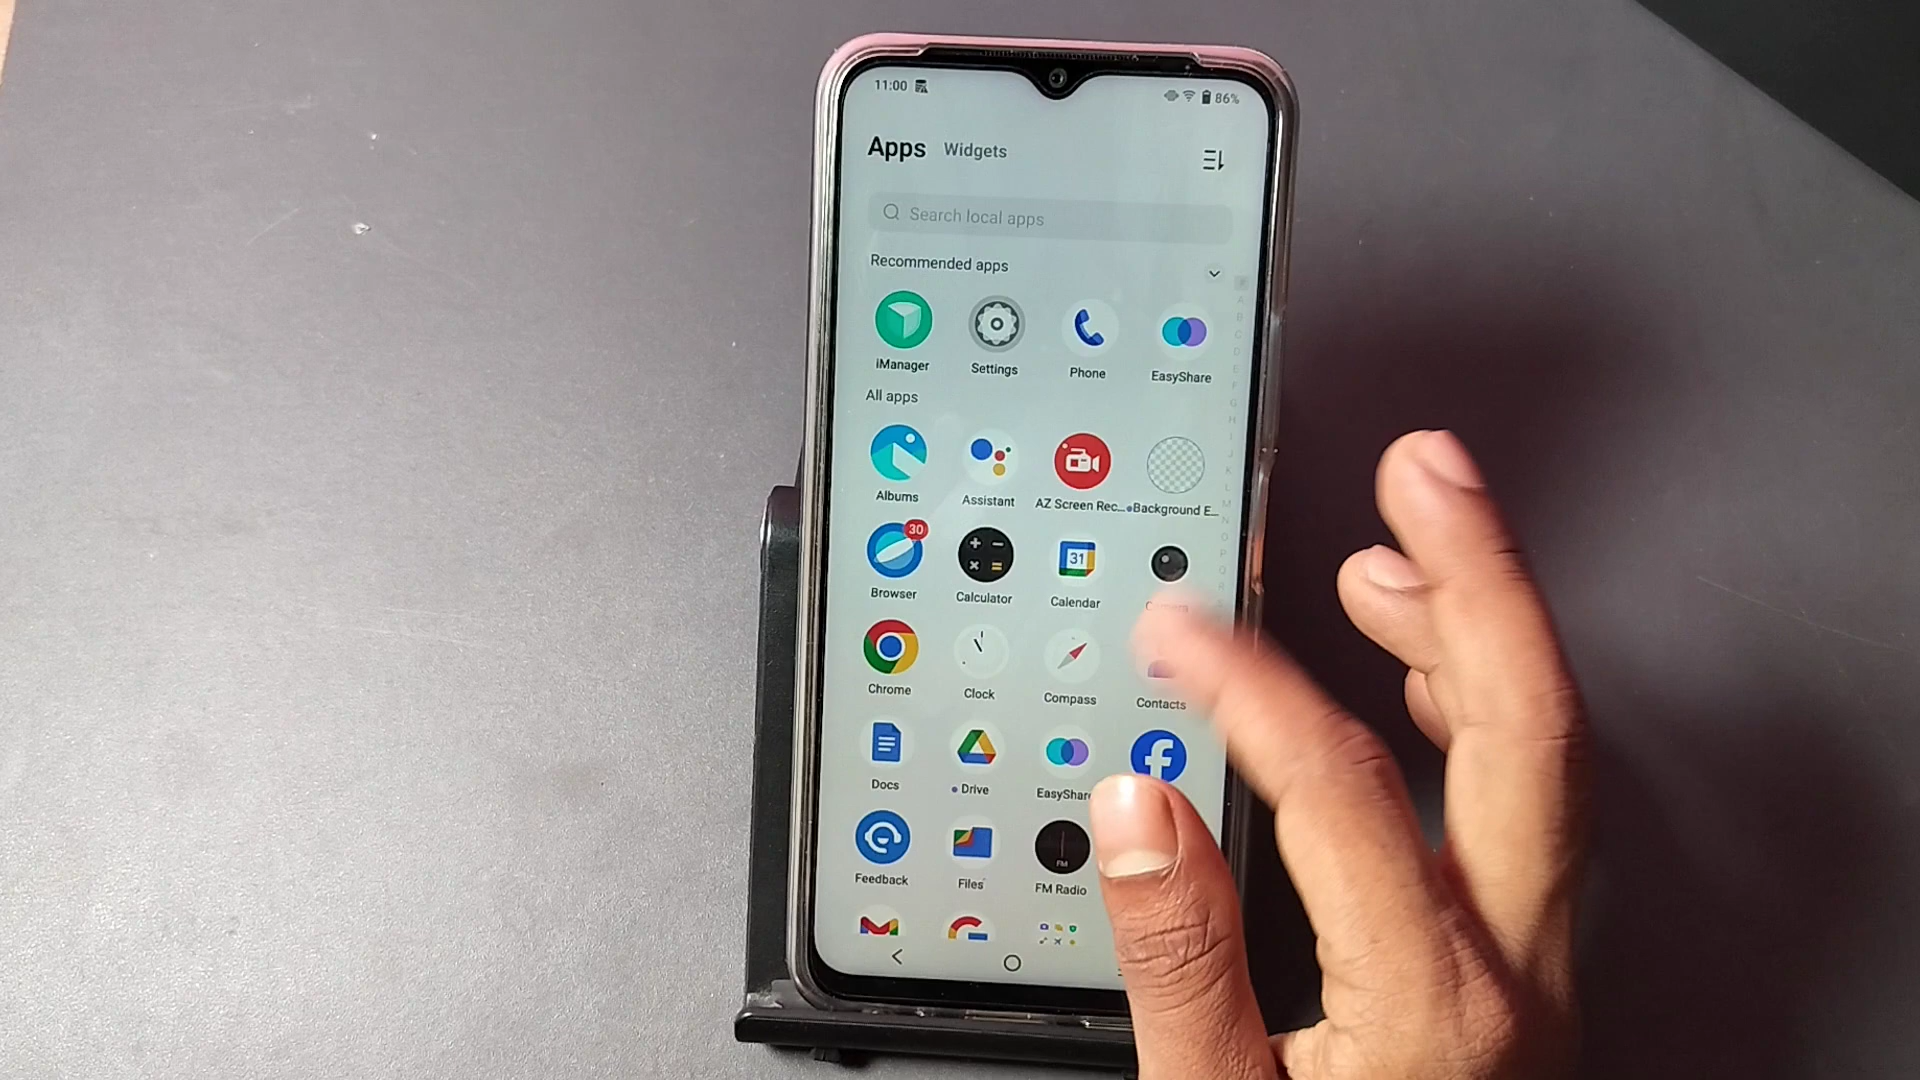 11:00 86%
Apps Widgets
Search local apps
Recommended apps
iManager Settings Phone EasyShare
All apps
Albums Assistant AZ Screen Rec... Background E...
30
31
Browser Calculator Calendar
Chrome Clock Compass Contacts
Docs Drive EasyShare
FM
Feedback Files FM Radio